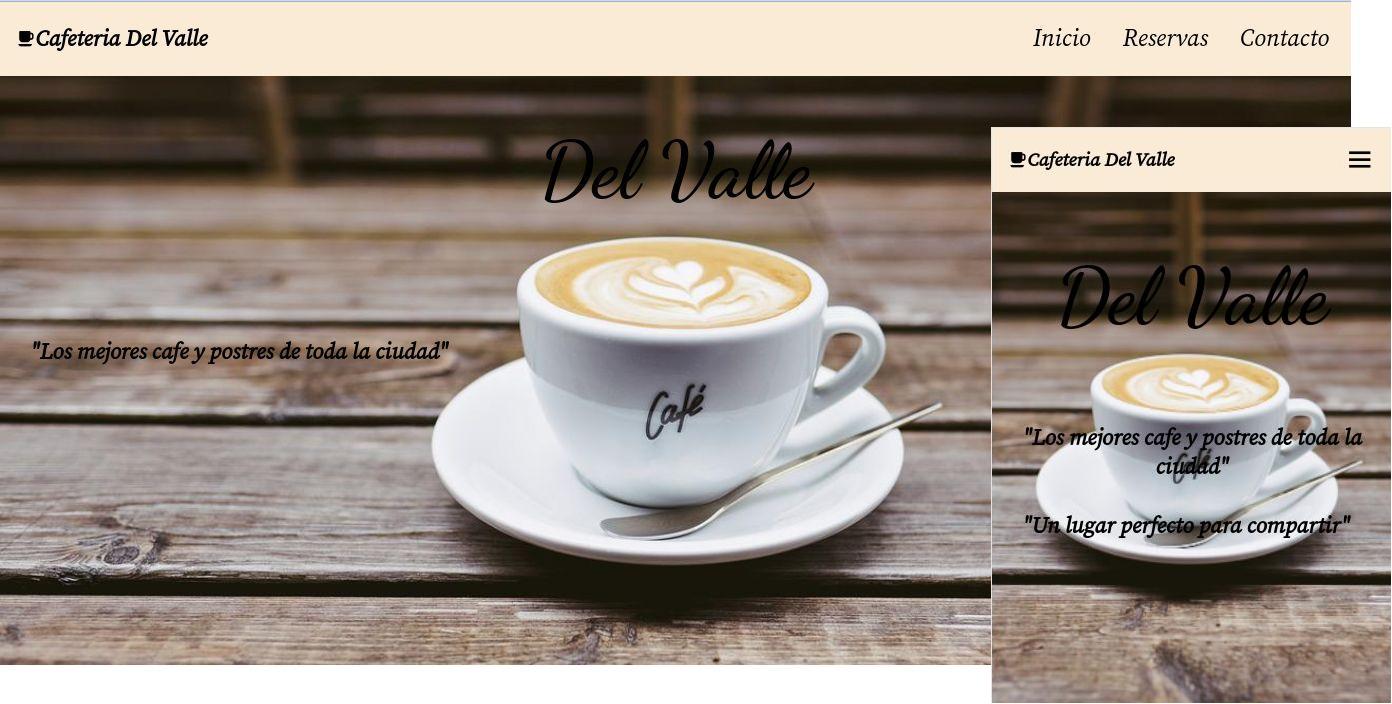 Cafeteria Del Valle
Inicio Reservas Contacto
Del Valle
"Los mejores cafe y postres de toda la ciudad"
Café
Cafeteria Del Valle
Del Valle
"Los mejores cafe y postres de toda la
ciudad"
Café
"Un lugar perfecto para compartir"